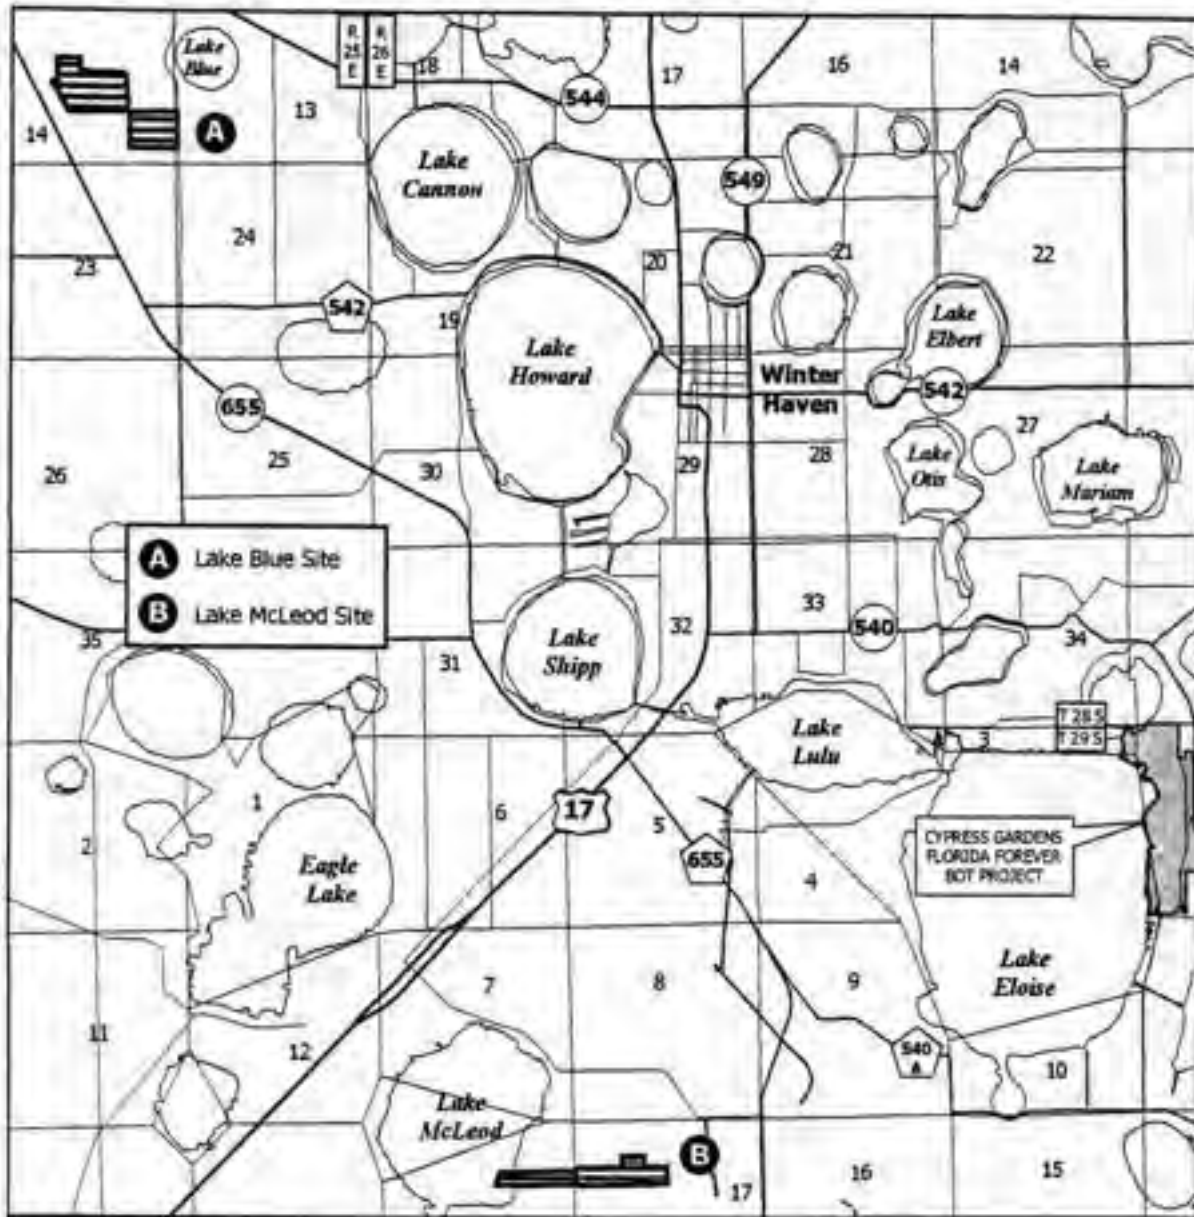 Lake
Blue
R
25
E
R
26
E
18
17
16
14
544
13
14
A
Lake
Cannon
549
24
23
20
21
22
542
19
Lake
Howard
Lake
Elbert
Winter
Haven
655
542
27
25
26
30
29
28
Lake
Otis
Lake
Mariam
A Lake Blue Site
B Lake McLeod Site
33
540
32
34
35
31
Lake
Shipp
T 28 S
T 29 S
Lake
Lulu
3
1
6
17
5
2
655
4
CYPRESS GARDENS
FLORIDA FOREVER
BOT PROJECT
Eagle
Lake
Lake
Eloise
7
8
9
11
12
540
A
10
Lake
McLeod
B
17
16
15